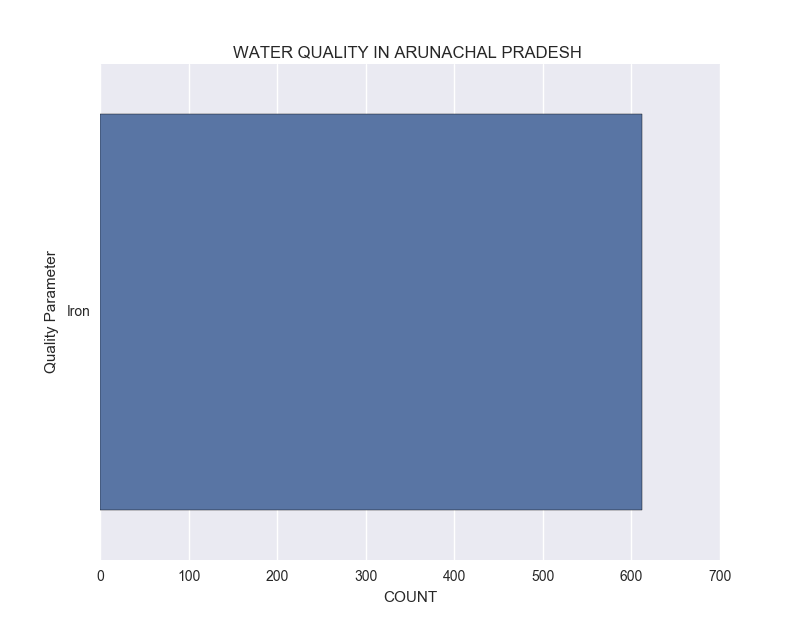 WATER QUALITY IN ARUNACHAL PRADESH
Quality Parameter
Iron
0 100 200 300 400 500 600 700
COUNT